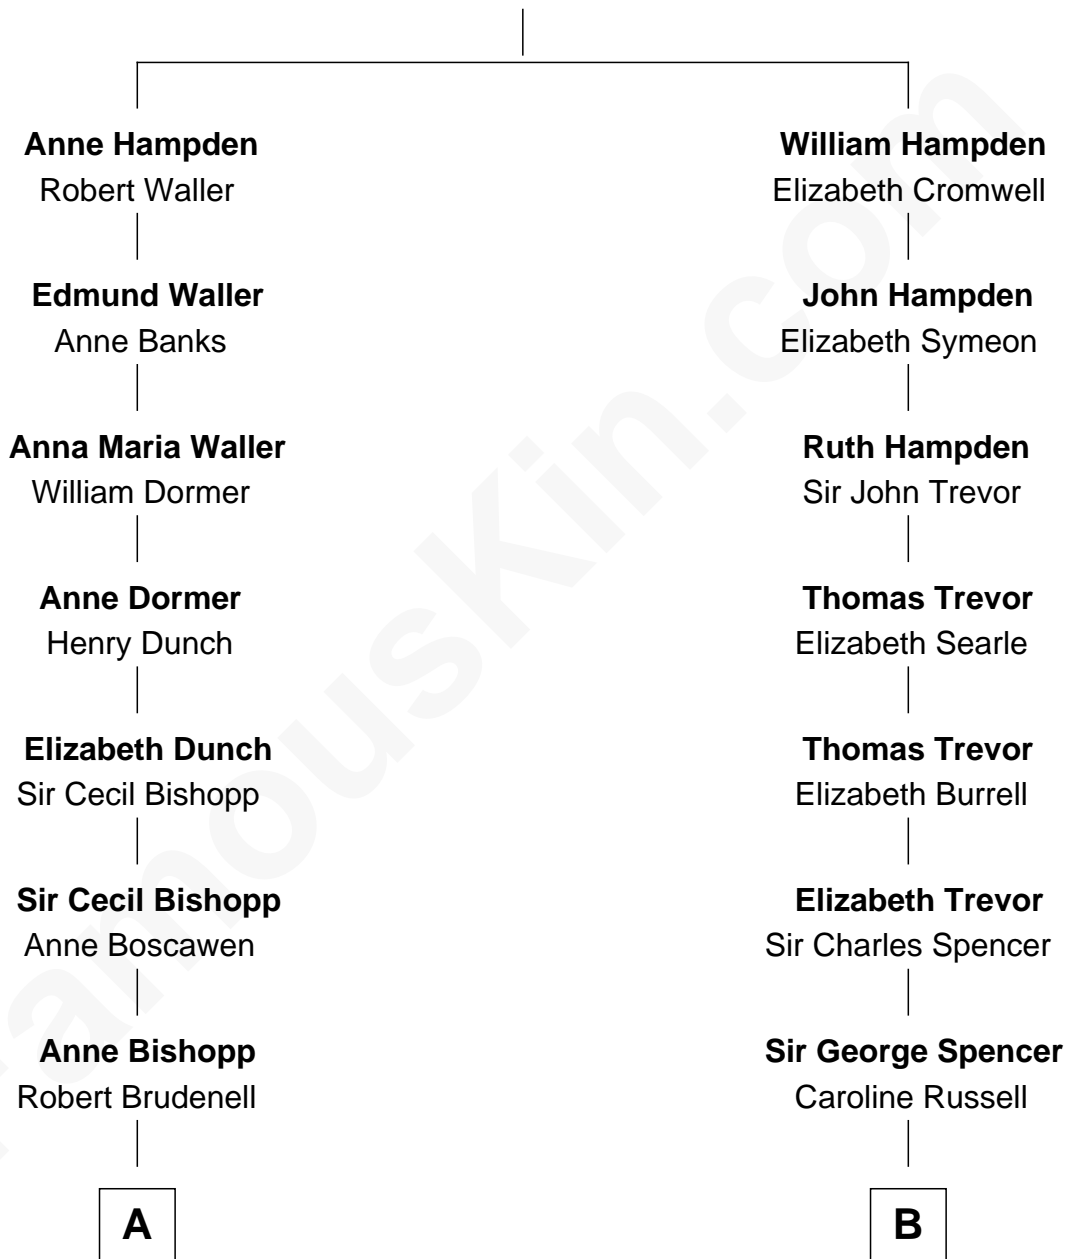 Anne Hampden
Robert Waller
Edmund Waller
Anne Banks
Anna Maria Waller
William Dormer
Anne Dormer
Henry Dunch
Elizabeth Dunch
Sir Cecil Bishopp
Sir Cecil Bishopp
Anne Boscawen
Anne Bishopp
Robert Brudenell
A
William Hampden
Elizabeth Cromwell
John Hampden
Elizabeth Symeon
Ruth Hampden
Sir John Trevor
Thomas Trevor
Elizabeth Searle
Thomas Trevor
Elizabeth Burrell
Elizabeth Trevor
Sir Charles Spencer
Sir George Spencer
Caroline Russell
B
FamousKin.com